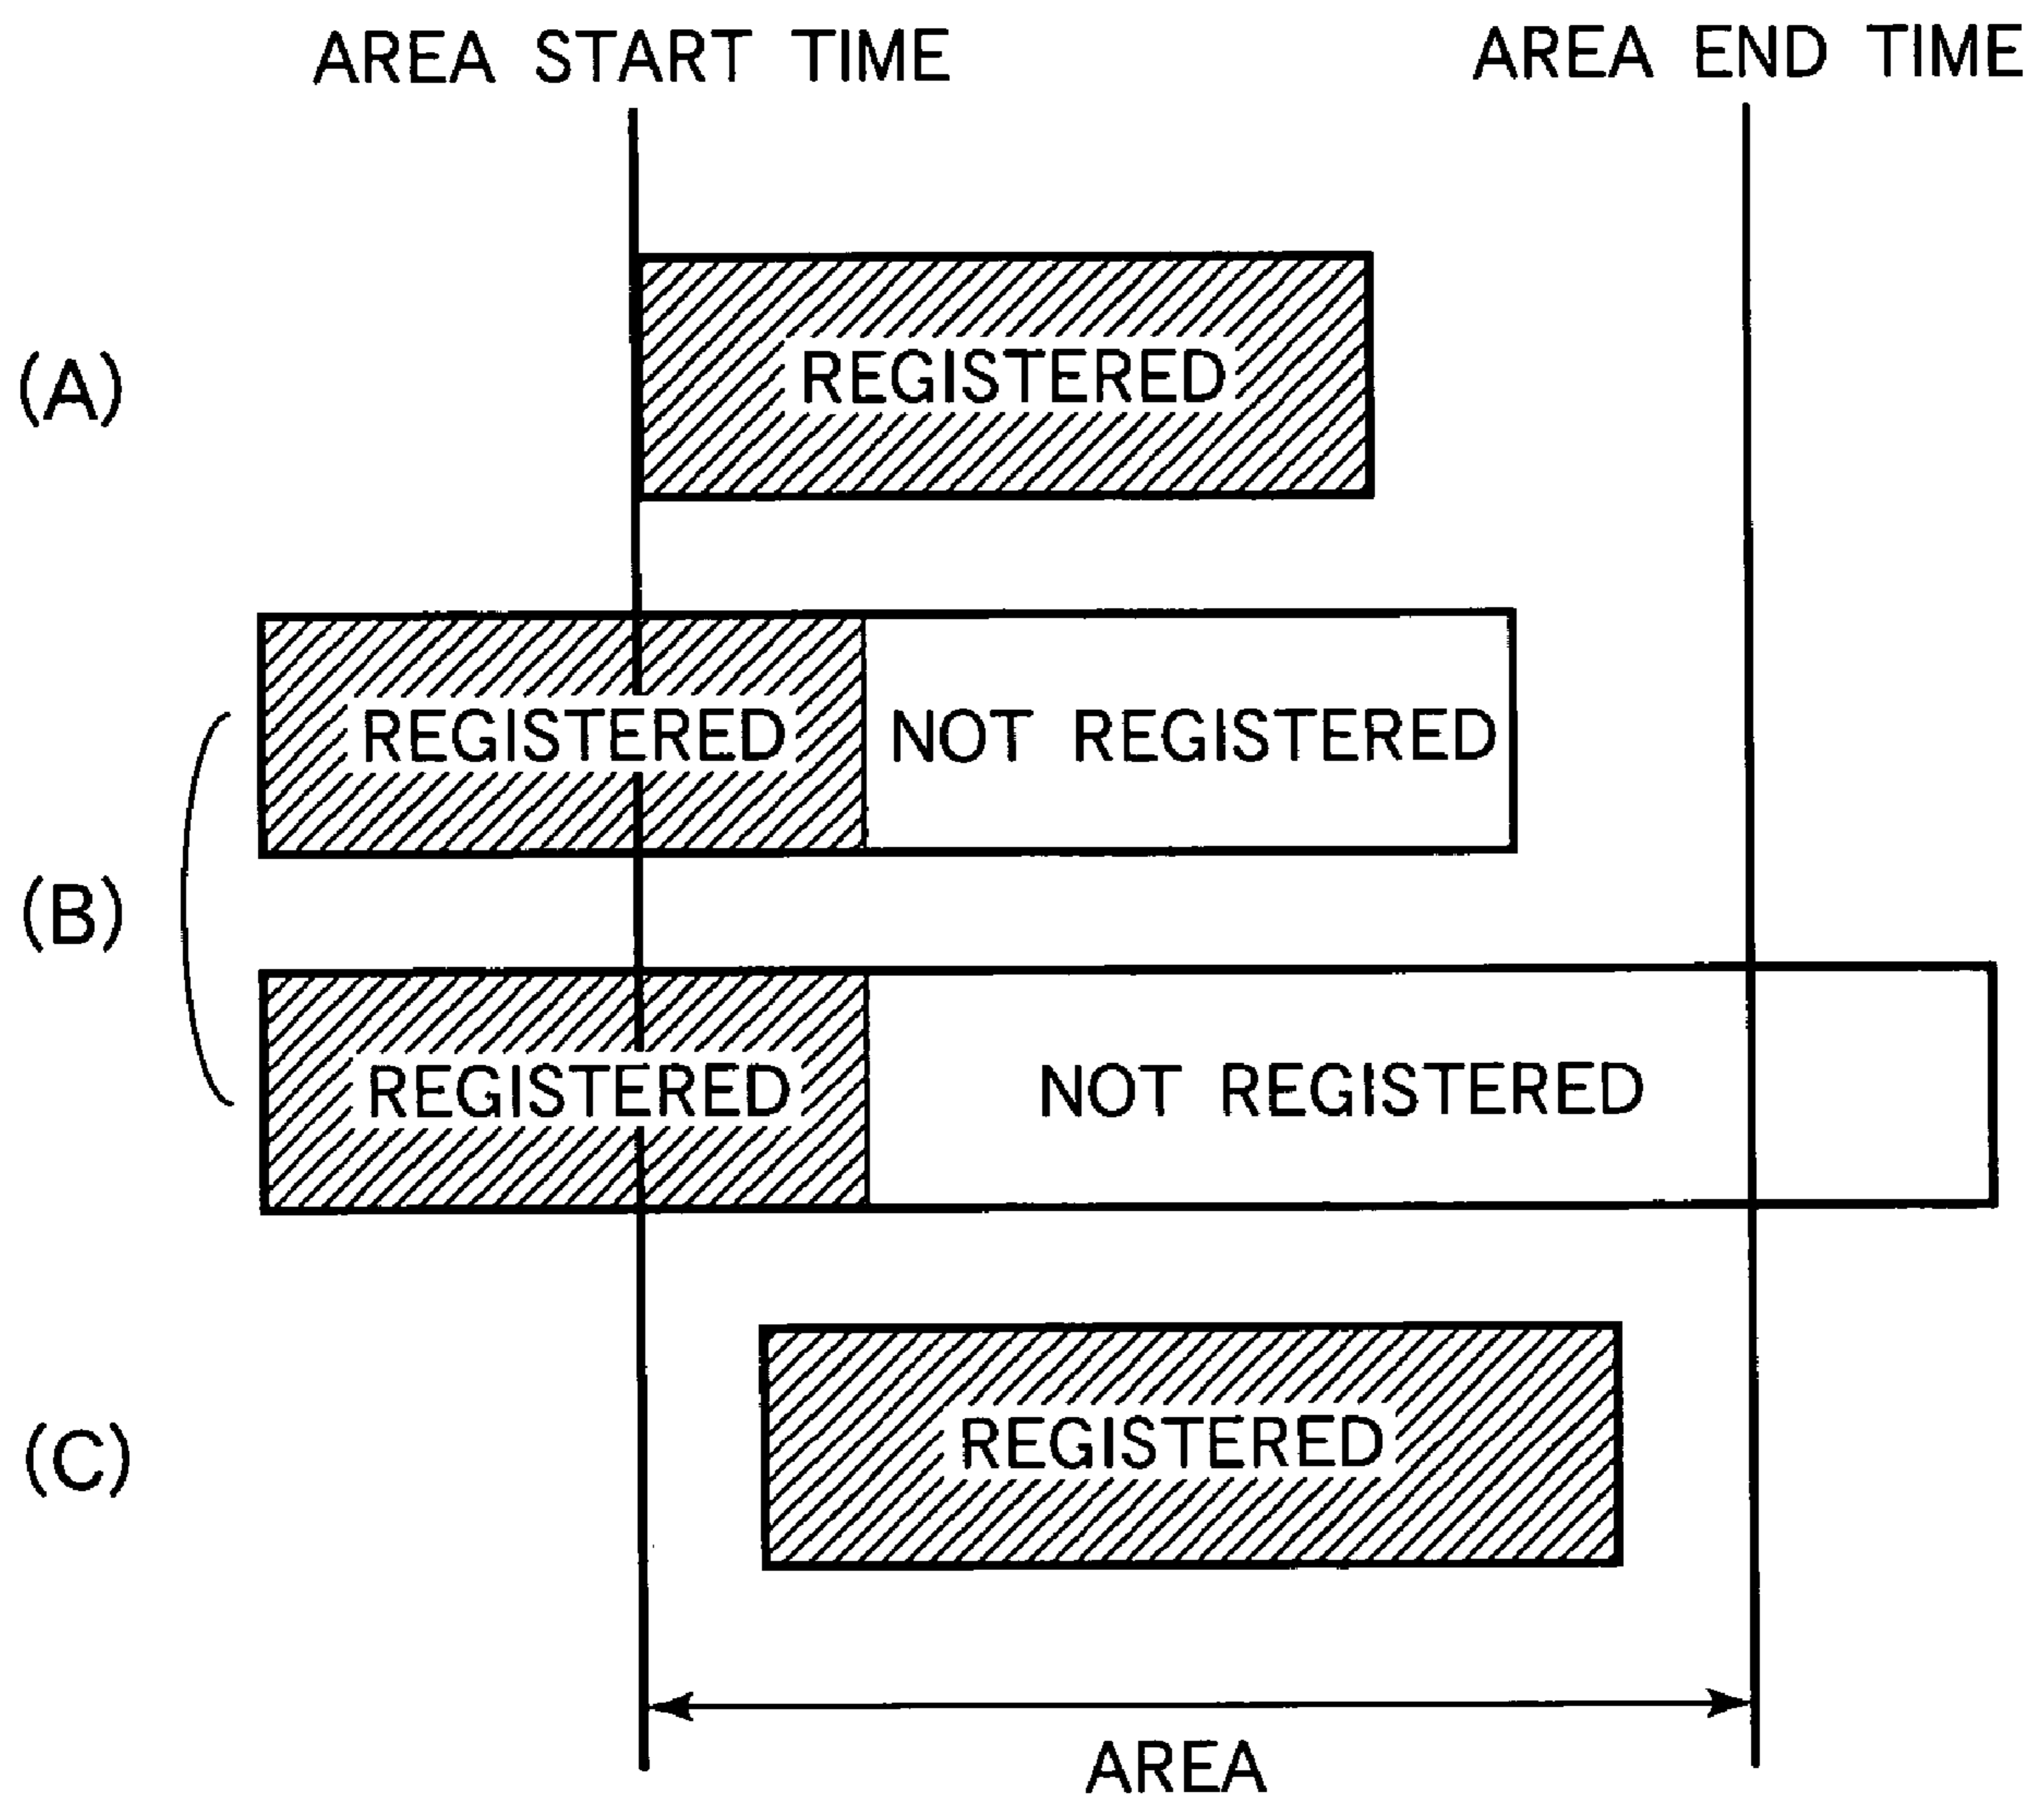 AREA START TIME
AREA END TIME
(A)
REGISTERED
REGISTERED
NOT REGISTERED
(B)
REGISTERED
NOT REGISTERED
(C)
REGISTERED
AREA